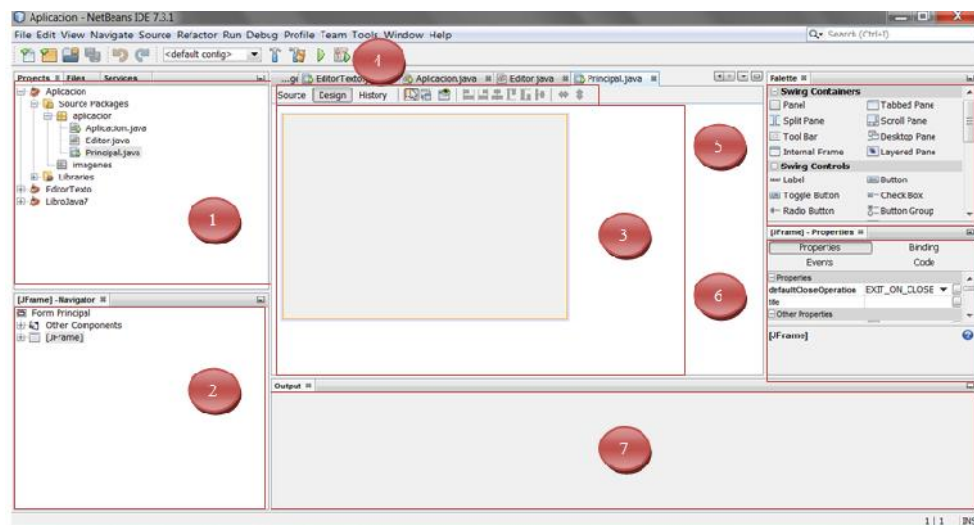 Aplicacion - NetBeans IDE 7.3.1
File Edit View Navigate Source Refactor Run Debug Profile Team Tools Window Help
Search (Ctrl+I)
<default config>
4
Projects Files Services
Aplicacion
Source Packages
aplicacion
Aplicacion.java
Editor.java
Principal.java
imagenes
Libraries
EditorTexto
LibroJava7
1
[JFrame] - Navigator
Form Principal
Other Components
[JFrame]
2
Aplicacion.java Editor.java Principal.java
Source Design History
3
5
6
Palette
Swing Containers
Panel Tabbed Pane
Split Pane Scroll Pane
Tool Bar Desktop Pane
Internal Frame Layered Pane
Swing Controls
Label Button
Toggle Button Check Box
Radio Button Button Group
[JFrame] - Properties
Properties Binding
Events Code
Properties
defaultCloseOperation EXIT_ON_CLOSE
title
Other Properties
[JFrame]
Output
7
1 | 1 INS